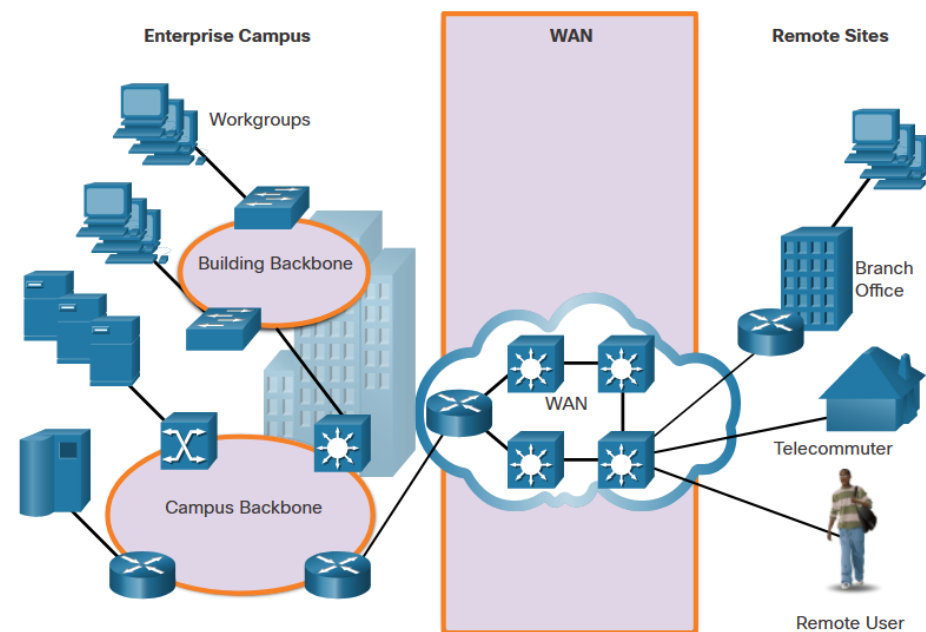 Enterprise Campus
WAN
Remote Sites
Workgroups
Building Backbone
Branch
Office
WAN
Telecommuter
Campus Backbone
Remote User